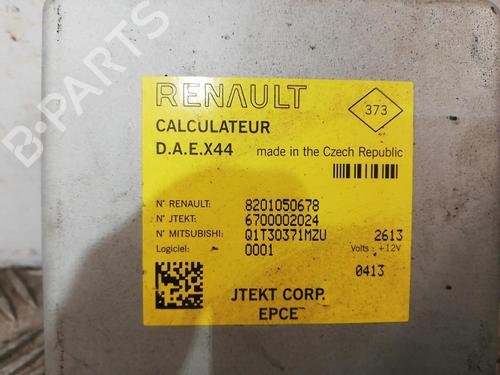 RENAULT
373
CALCULATEUR
D.A.E.X44 made in the Czech Republic
N° RENAULT: 8201050678
N° JTEKT: 6700002024
N° MITSUBISHI: Q1T30371MZU 2613
Logiciel: 0001 Volts : +12V
0413
JTEKT CORP.
EPCE™
B-PARTS